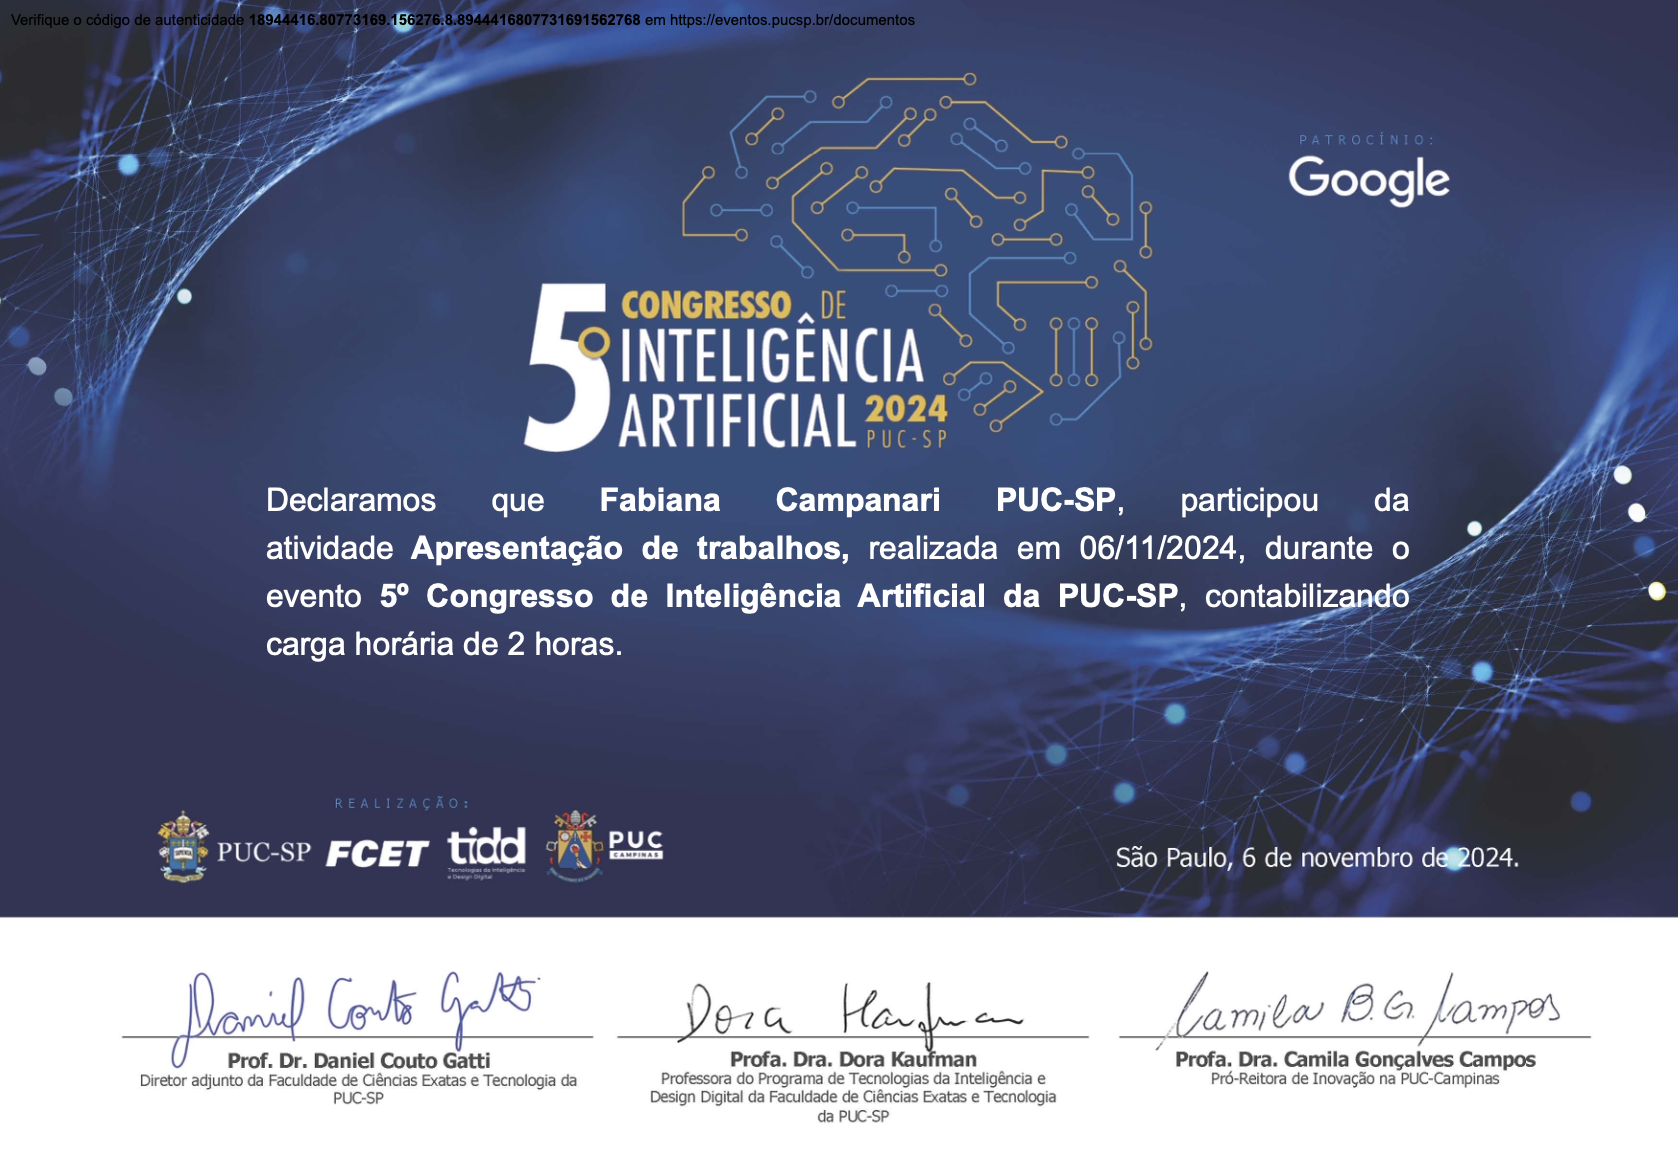 Verifique o código de autenticidade 18944416.80773169.156276.8.8944416807731691562768 em https://eventos.pucsp.br/documentos
PATROCÍNIO:
Google
5º CONGRESSO DE
INTELIGÊNCIA
ARTIFICIAL 2024
PUC-SP
Declaramos que Fabiana Campanari PUC-SP, participou da
atividade Apresentação de trabalhos, realizada em 06/11/2024, durante o
evento 5º Congresso de Inteligência Artificial da PUC-SP, contabilizando
carga horária de 2 horas.
REALIZAÇÃO:
PUC-SP FCET tidd PUC
CAMPINAS
Tecnologias da Inteligência
e Design Digital
São Paulo, 6 de novembro de 2024.
Daniel Couto Gatti Dora Kaufman Camila B. G. Campos
Prof. Dr. Daniel Couto Gatti
Diretor adjunto da Faculdade de Ciências Exatas e Tecnologia da
PUC-SP
Profa. Dra. Dora Kaufman
Professora do Programa de Tecnologias da Inteligência e
Design Digital da Faculdade de Ciências Exatas e Tecnologia
da PUC-SP
Profa. Dra. Camila Gonçalves Campos
Pró-Reitora de Inovação na PUC-Campinas